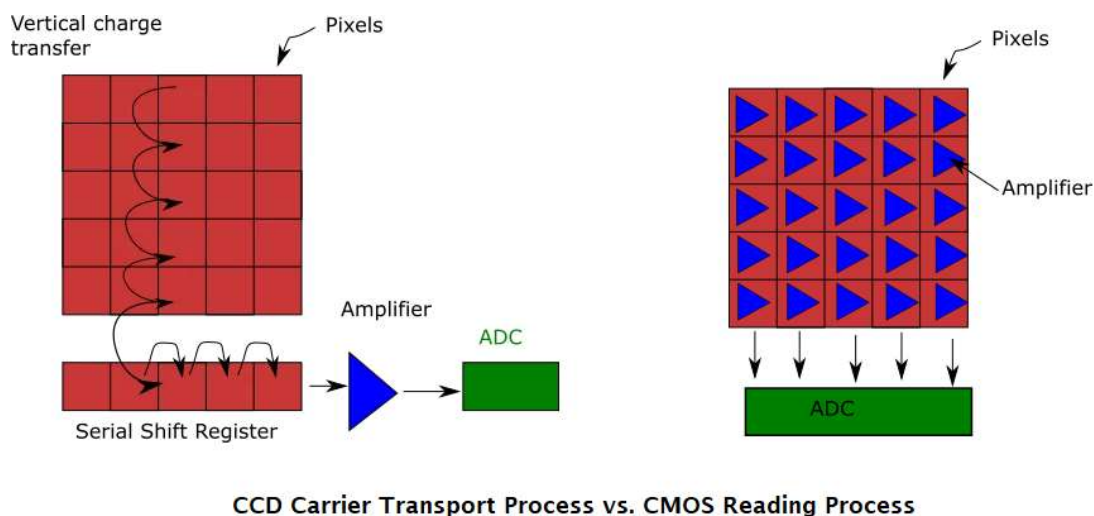 Vertical charge
transfer
Pixels
Amplifier
ADC
Serial Shift Register
Pixels
Amplifier
ADC
CCD Carrier Transport Process vs. CMOS Reading Process